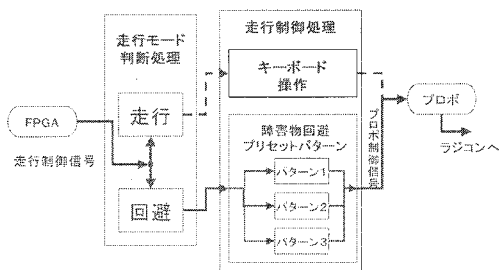 走行モード
判断処理
走行制御処理
キーボード
操作
走行
FPGA
走行制御信号
回避
障害物回避
プリセットパターン
パターン1
パターン2
パターン3
プロポ制御信号
プロポ
ラジコンへ